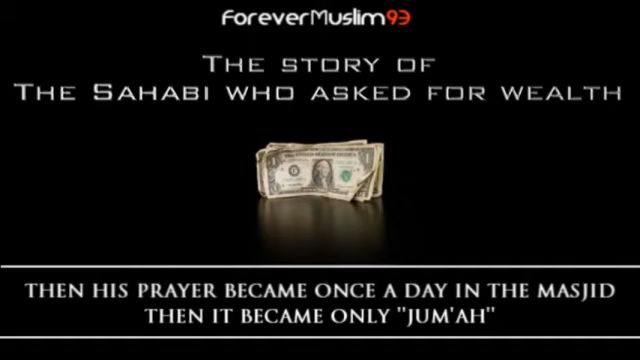 ForeverMuslim93
THE STORY OF
THE SAHABI WHO ASKED FOR WEALTH
THEN HIS PRAYER BECAME ONCE A DAY IN THE MASJID
THEN IT BECAME ONLY "JUM'AH"